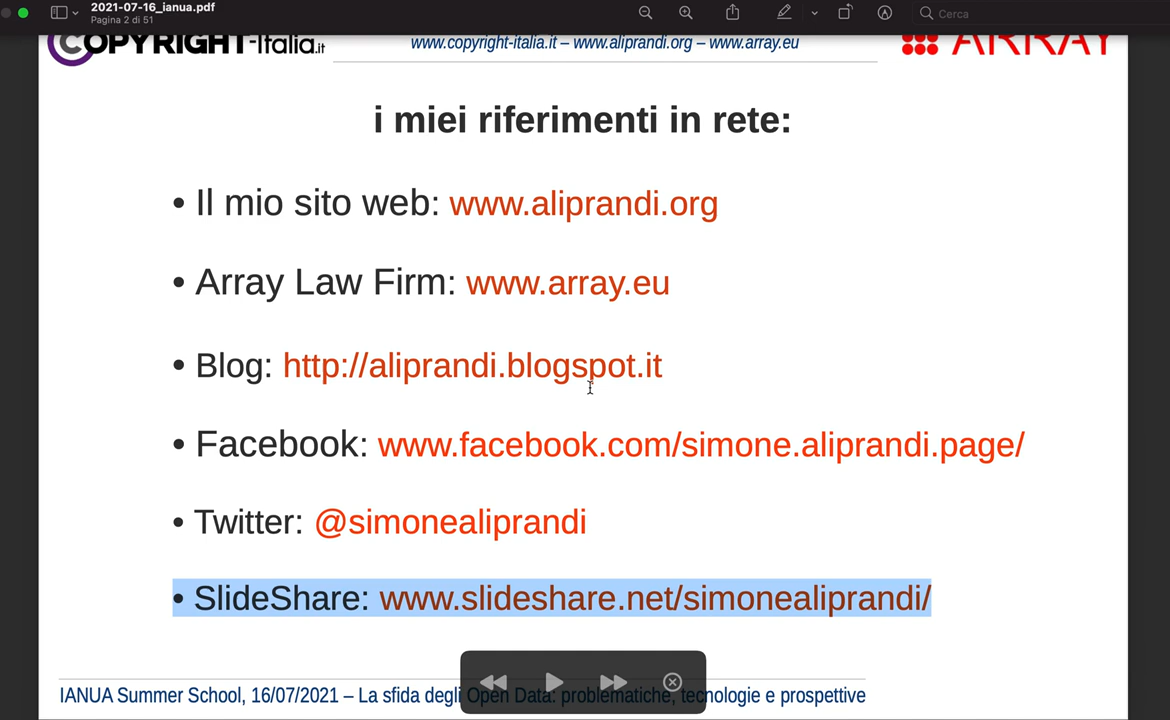 2021-07-16_ianua.pdf
Pagina 2 di 51
Cerca
COPYRIGHT-Italia.it
www.copyright-italia.it – www.aliprandi.org – www.array.eu
ARRAY
i miei riferimenti in rete:
• Il mio sito web: www.aliprandi.org
• Array Law Firm: www.array.eu
• Blog: http://aliprandi.blogspot.it
• Facebook: www.facebook.com/simone.aliprandi.page/
• Twitter: @simonealiprandi
• SlideShare: www.slideshare.net/simonealiprandi/
IANUA Summer School, 16/07/2021 – La sfida degli Open Data: problematiche, tecnologie e prospettive